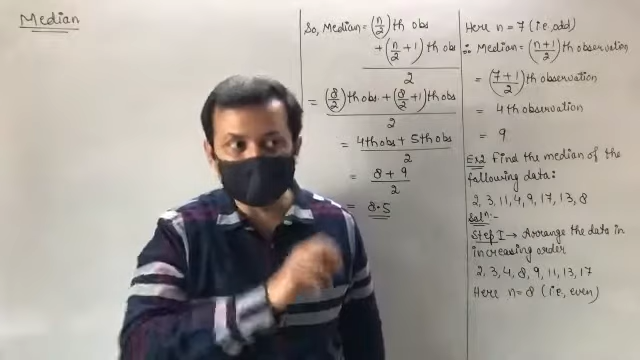 Median
So, Median = (n/2)th obs
+ (n/2 + 1)th obs
2
= (8/2)th obs + (8/2 + 1)th obs
2
= 4th obs + 5th obs
2
= 8 + 9
2
= 8.5
Here n = 7 (i.e, odd)
∴ Median = (n+1/2)th observation
= (7+1/2)th observation
= 4th observation
= 9
Ex2 Find the median of the
following data:
2, 3, 11, 4, 9, 17, 13, 8
Solⁿ:-
Step I → Arrange the data in
increasing order
2, 3, 4, 8, 9, 11, 13, 17
Here n = 8 (i.e, even)